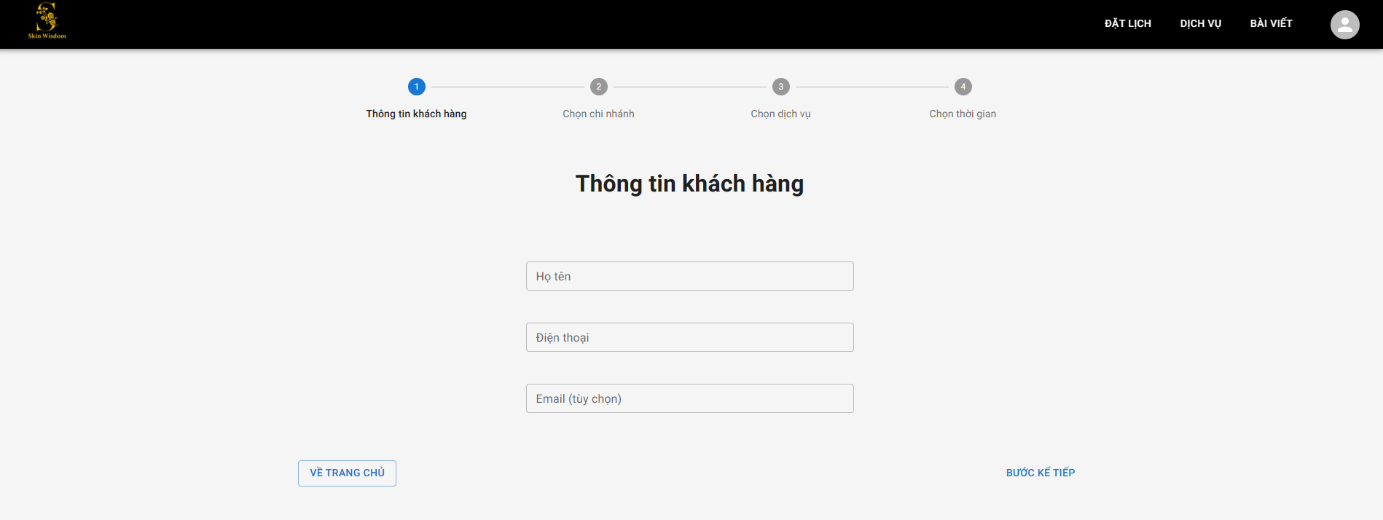 Skin Wisdom
ĐẶT LỊCH
DỊCH VỤ
BÀI VIẾT
1
2
3
4
Thông tin khách hàng
Chọn chi nhánh
Chọn dịch vụ
Chọn thời gian
Thông tin khách hàng
Họ tên
Điện thoại
Email (tùy chọn)
VỀ TRANG CHỦ
BƯỚC KẾ TIẾP